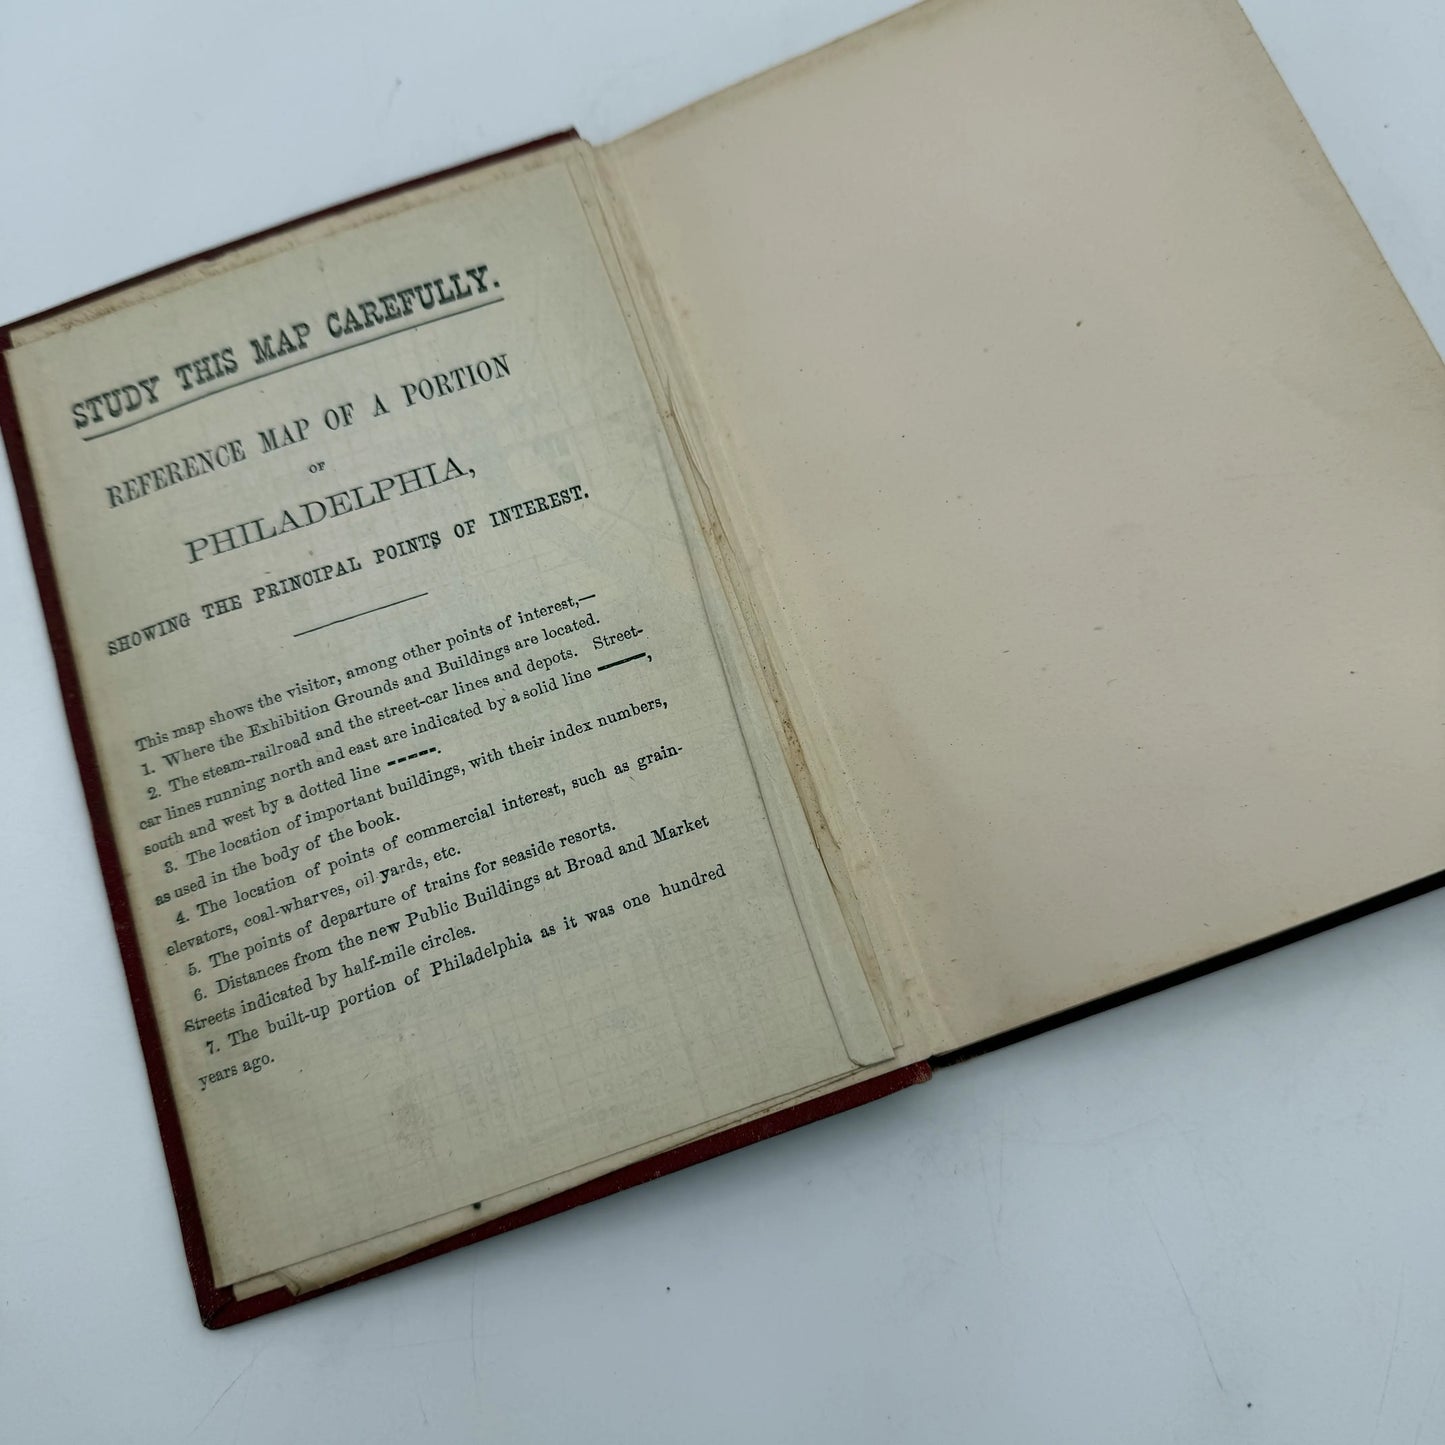 STUDY THIS MAP CAREFULLY.
REFERENCE MAP OF A PORTION
OF
PHILADELPHIA,
SHOWING THE PRINCIPAL POINTS OF INTEREST.
This map shows the visitor, among other points of interest,—
1. Where the Exhibition Grounds and Buildings are located.
2. The steam-railroad and the street-car lines and depots. Street-
car lines running north and east are indicated by a solid line ——,
south and west by a dotted line -----.
3. The location of important buildings, with their index numbers,
as used in the body of the book.
4. The location of points of commercial interest, such as grain-
elevators, coal-wharves, oil yards, etc.
5. The points of departure of trains for seaside resorts.
6. Distances from the new Public Buildings at Broad and Market
Streets indicated by half-mile circles.
7. The built-up portion of Philadelphia as it was one hundred
years ago.